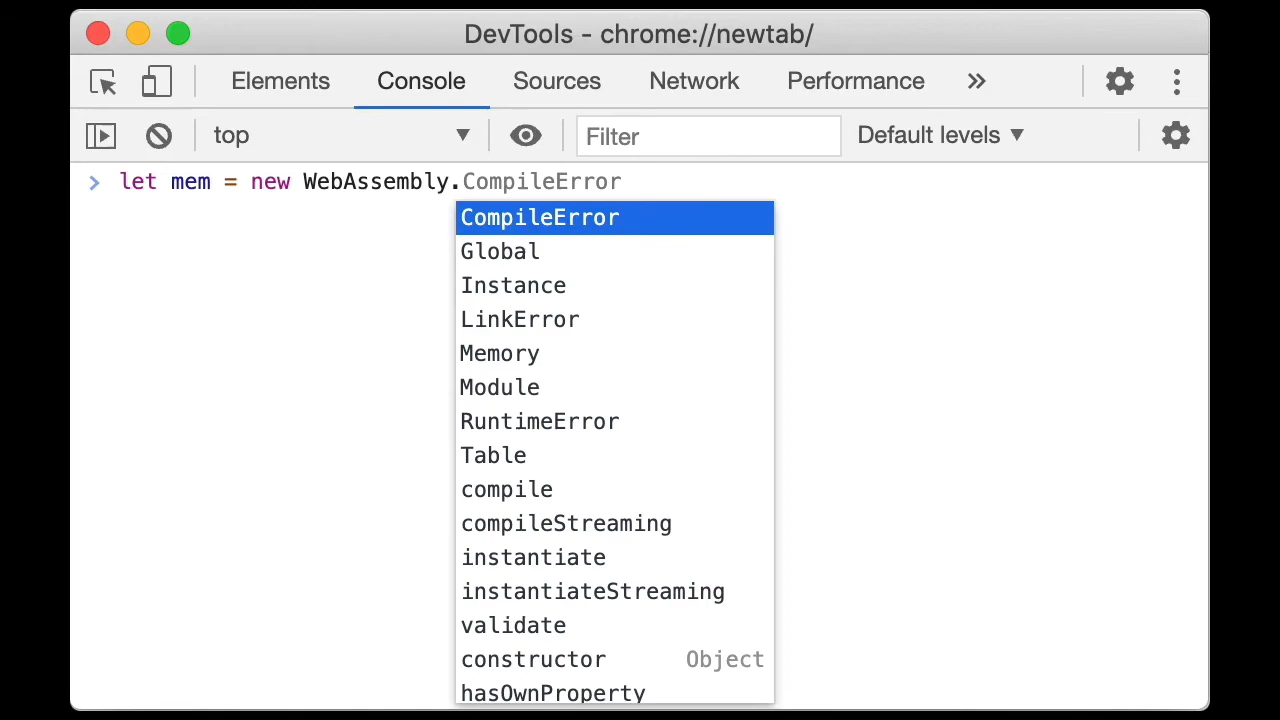 DevTools - chrome://newtab/
Elements Console Sources Network Performance »
top ▼ Filter Default levels ▼
> let mem = new WebAssembly.CompileError
CompileError
Global
Instance
LinkError
Memory
Module
RuntimeError
Table
compile
compileStreaming
instantiate
instantiateStreaming
validate
constructor Object
hasOwnProperty